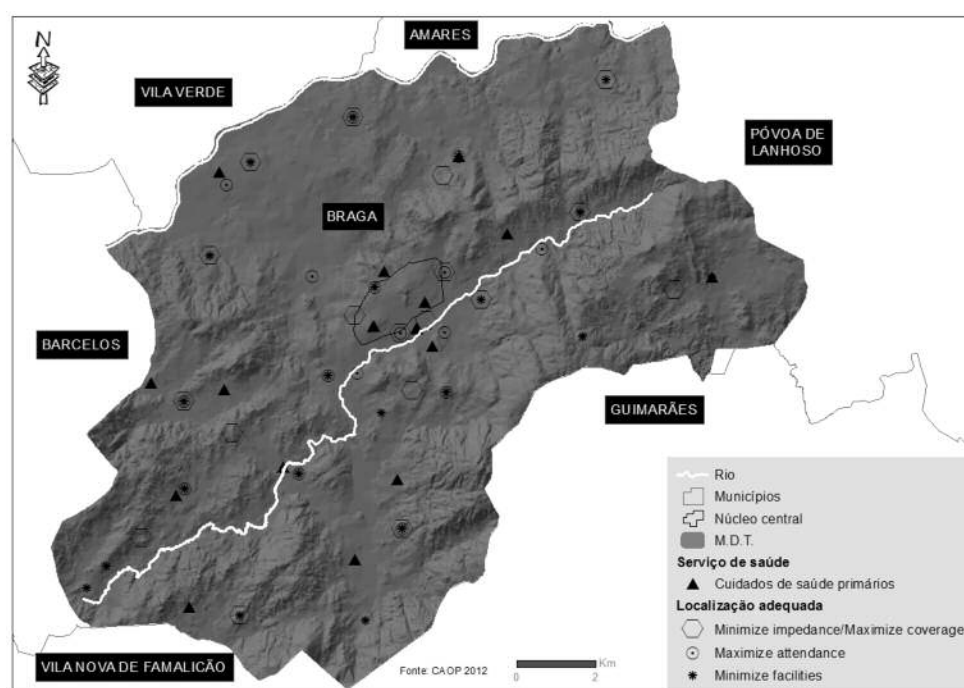 N
AMARES
VILA VERDE
PÓVOA DE
LANHOSO
BRAGA
BARCELOS
GUIMARÃES
Rio
Municípios
Núcleo central
M.D.T.
Serviço de saúde
Cuidados de saúde primários
Localização adequada
Minimize impedance/Maximize coverage
Maximize attendance
Minimize facilities
VILA NOVA DE FAMALICÃO
Fonte: CAOP 2012
Km
0 2